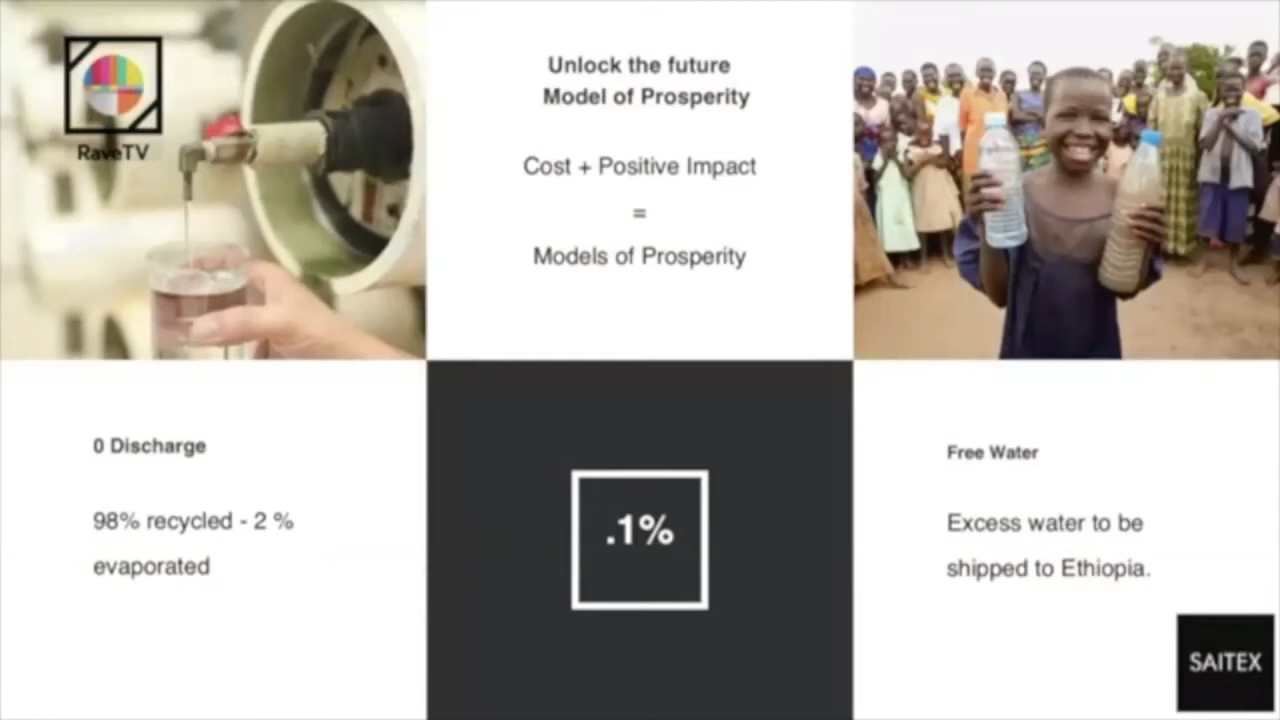 RaveTV
Unlock the future
Model of Prosperity
Cost + Positive Impact
=
Models of Prosperity
0 Discharge
98% recycled - 2 %
evaporated
.1%
Free Water
Excess water to be
shipped to Ethiopia.
SAITEX